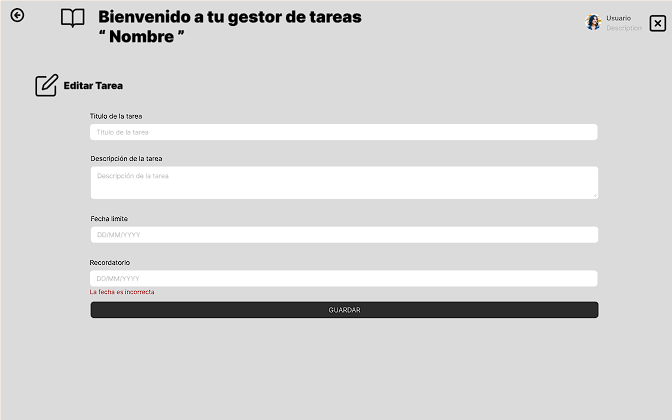 Bienvenido a tu gestor de tareas
“ Nombre ”
Usuario
Description
Editar Tarea
Titulo de la tarea
Titulo de la tarea
Descripción de la tarea
Descripción de la tarea
Fecha limite
DD/MM/YYYY
Recordatorio
DD/MM/YYYY
La fecha es incorrecta
GUARDAR